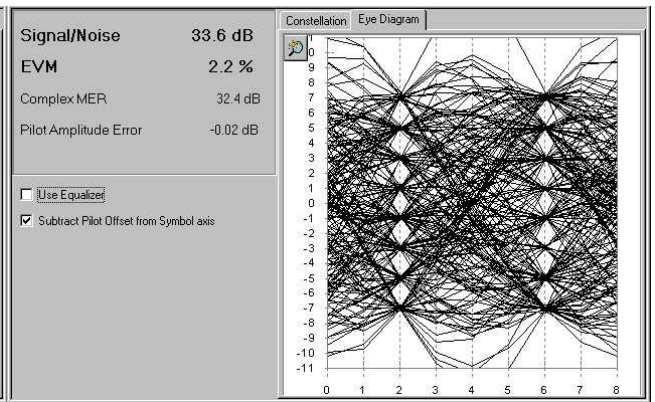 Signal/Noise 33.6 dB
EVM 2.2 %
Complex MER 32.4 dB
Pilot Amplitude Error -0.02 dB
Use Equalizer
Subtract Pilot Offset from Symbol axis
Constellation Eye Diagram
1
0
9
8
7
6
5
4
3
2
1
0
-1
-2
-3
-4
-5
-6
-7
-8
-9
-10
-11
0 1 2 3 4 5 6 7 8